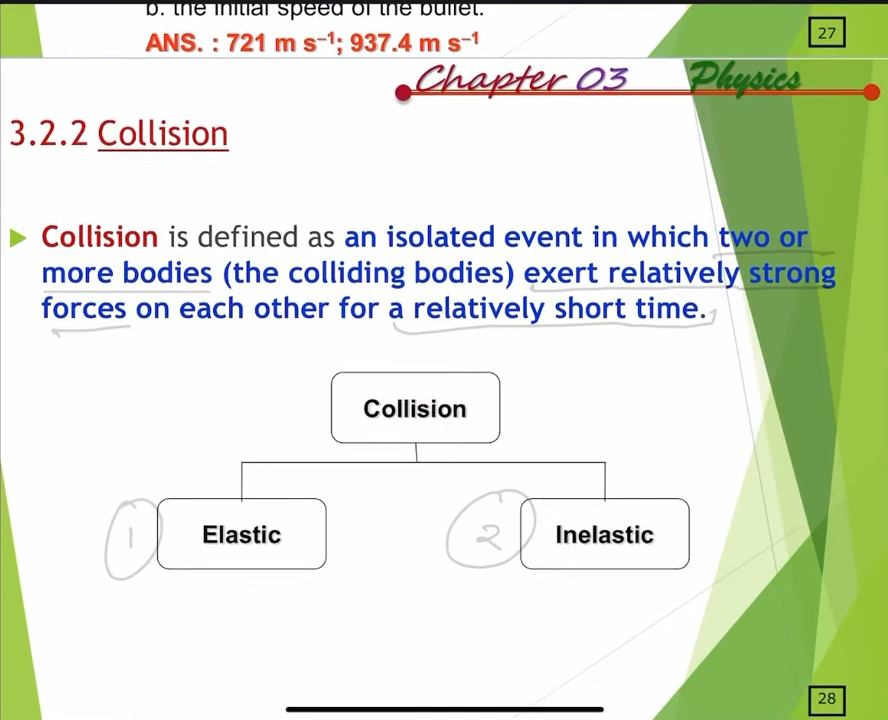 b. the initial speed of the bullet.
ANS. : 721 m s⁻¹; 937.4 m s⁻¹
27
Chapter 03 Physics
3.2.2 Collision
Collision is defined as an isolated event in which two or
more bodies (the colliding bodies) exert relatively strong
forces on each other for a relatively short time.
Collision
1 Elastic
2 Inelastic
28